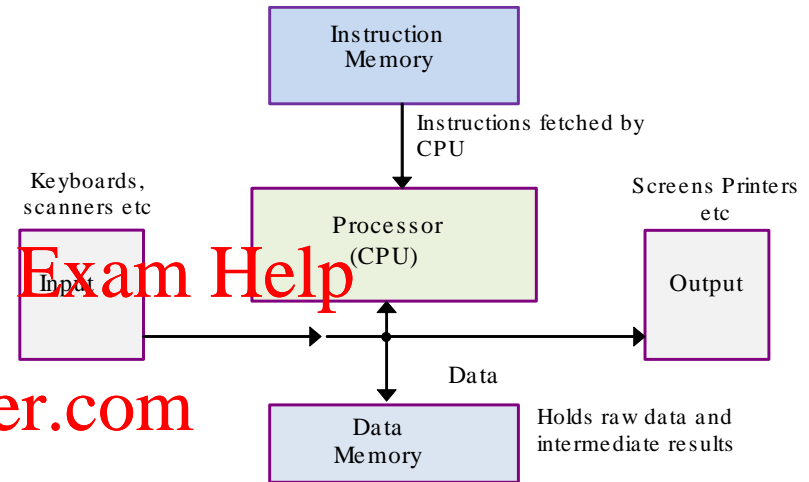 Instruction
Memory
Instructions fetched by
CPU
Keyboards,
scanners etc
Screens Printers
etc
Processor
(CPU)
Exam Help
Input
Output
Data
er.com
Data
Memory
Holds raw data and
intermediate results